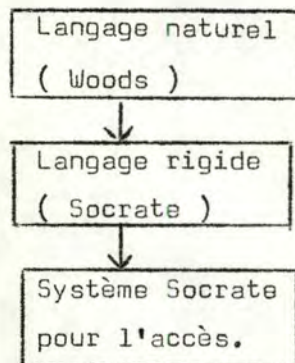 Langage naturel
( Woods )
Langage rigide
( Socrate )
Système Socrate
pour l'accès.